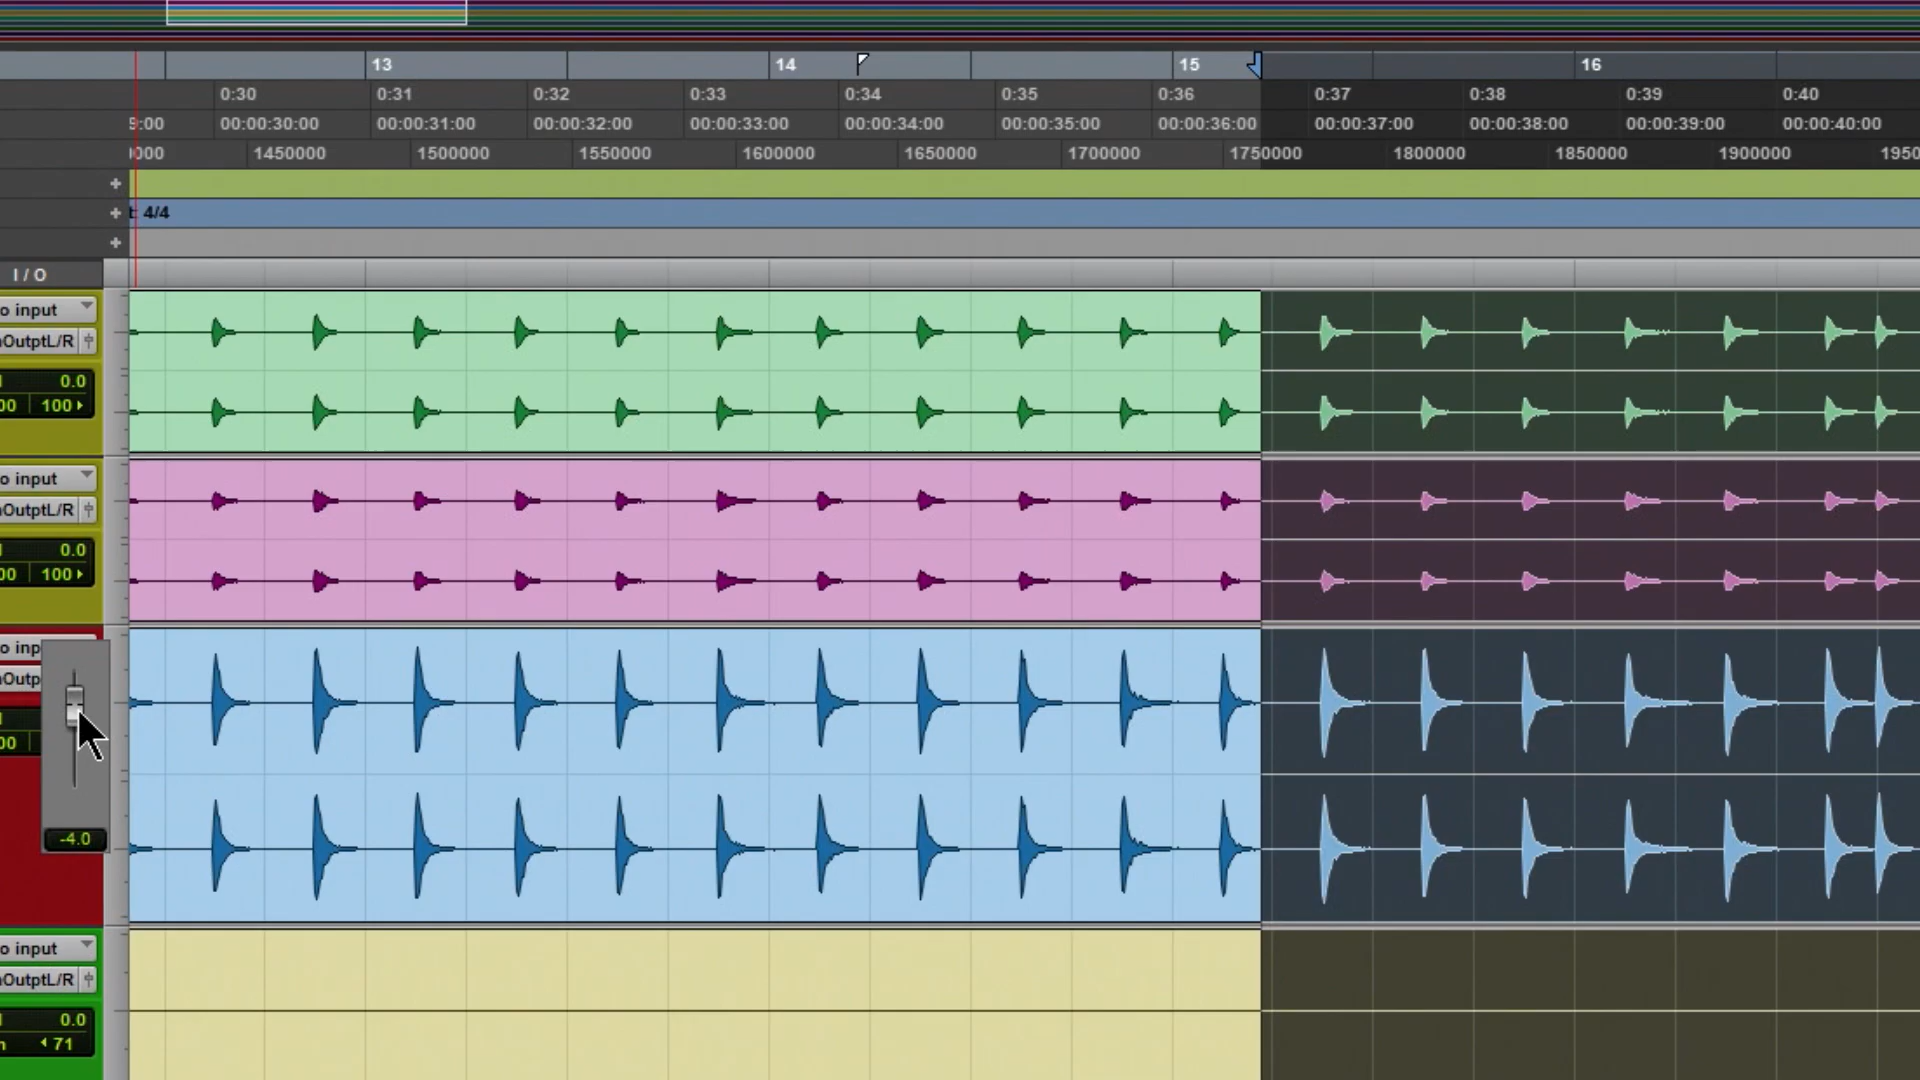 13 14 15 16
0:30 0:31 0:32 0:33 0:34 0:35 0:36 0:37 0:38 0:39 0:40
9:00 00:00:30:00 00:00:31:00 00:00:32:00 00:00:33:00 00:00:34:00 00:00:35:00 00:00:36:00 00:00:37:00 00:00:38:00 00:00:39:00 00:00:40:00
0000 1450000 1500000 1550000 1600000 1650000 1700000 1750000 1800000 1850000 1900000 1950
+
+ t: 4/4
+
I / O
o input
OutptL/R
0.0
00 100
o input
OutptL/R
0.0
00 100
o inp
Outp
00
-4.0
o input
OutptL/R
0.0
71